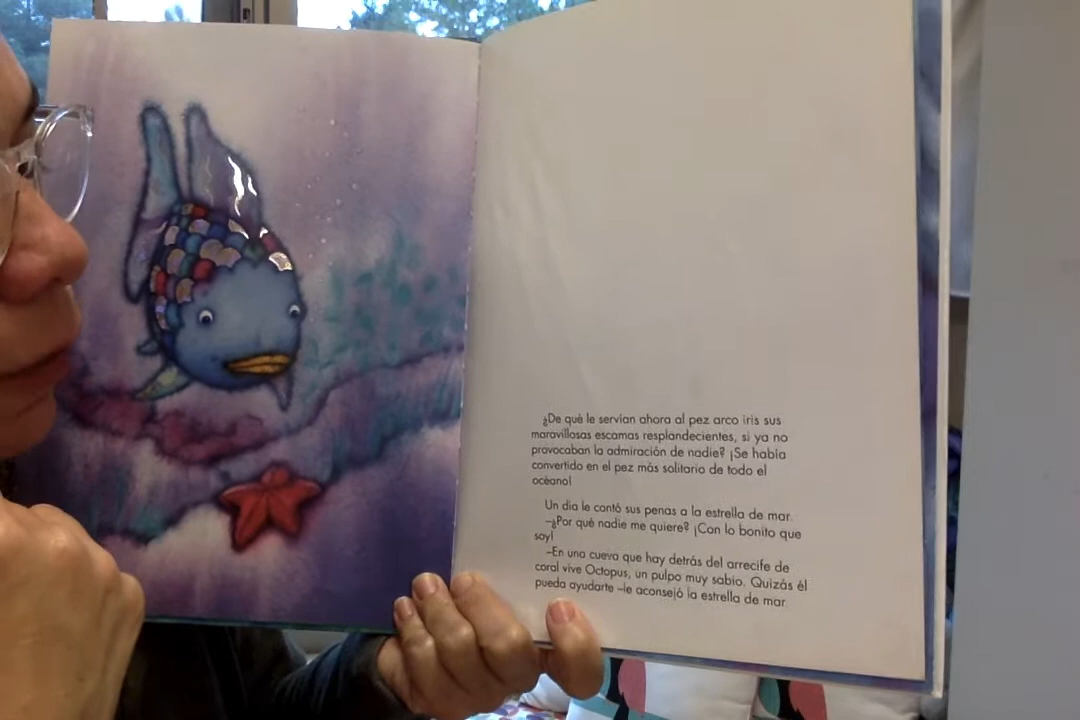 ¿De qué le servían ahora al pez arco iris sus
maravillosas escamas resplandecientes, si ya no
provocaban la admiración de nadie? ¡Se había
convertido en el pez más solitario de todo el
océano!
Un día le contó sus penas a la estrella de mar.
–¿Por qué nadie me quiere? ¡Con lo bonito que
soy!
–En una cueva que hay detrás del arrecife de
coral vive Octopus, un pulpo muy sabio. Quizás él
pueda ayudarte –le aconsejó la estrella de mar.